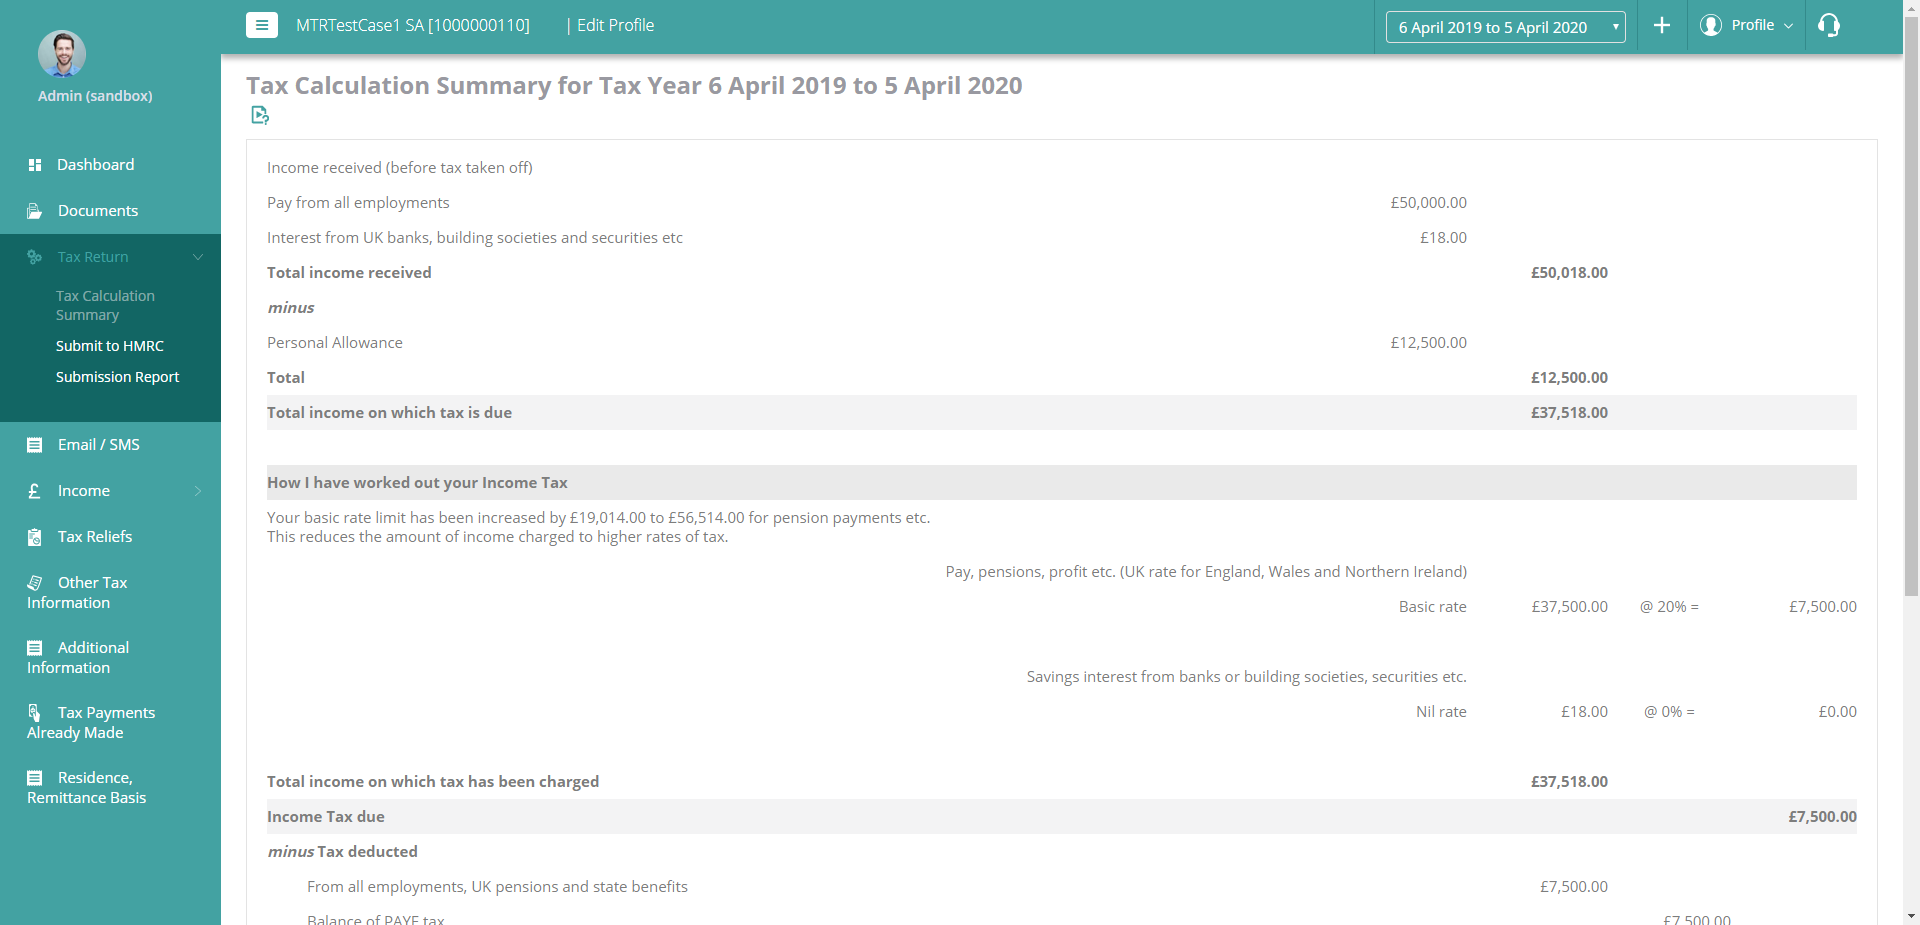 MTRTestCase1 SA [1000000110]
| Edit Profile
6 April 2019 to 5 April 2020
Profile
Admin (sandbox)
Dashboard
Documents
Tax Return
Tax Calculation
Summary
Submit to HMRC
Submission Report
Email / SMS
£ Income
Tax Reliefs
Other Tax
Information
Additional
Information
Tax Payments
Already Made
Residence,
Remittance Basis
Tax Calculation Summary for Tax Year 6 April 2019 to 5 April 2020
Income received (before tax taken off)
Pay from all employments £50,000.00
Interest from UK banks, building societies and securities etc £18.00
Total income received £50,018.00
minus
Personal Allowance £12,500.00
Total £12,500.00
Total income on which tax is due £37,518.00
How I have worked out your Income Tax
Your basic rate limit has been increased by £19,014.00 to £56,514.00 for pension payments etc.
This reduces the amount of income charged to higher rates of tax.
Pay, pensions, profit etc. (UK rate for England, Wales and Northern Ireland)
Basic rate £37,500.00 @ 20% = £7,500.00
Savings interest from banks or building societies, securities etc.
Nil rate £18.00 @ 0% = £0.00
Total income on which tax has been charged £37,518.00
Income Tax due £7,500.00
minus Tax deducted
From all employments, UK pensions and state benefits £7,500.00
Balance of PAYE tax £7,500.00